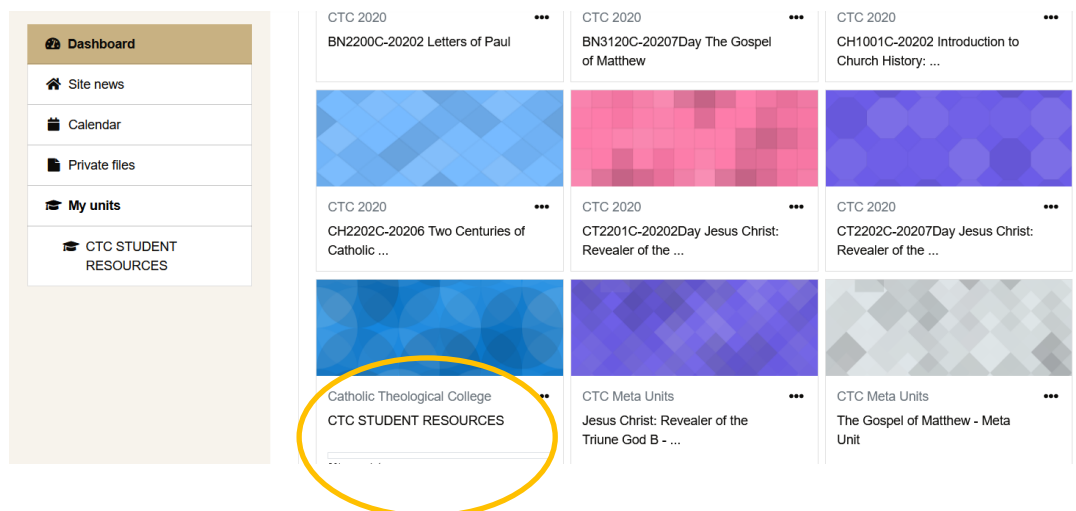 Dashboard
Site news
Calendar
Private files
My units
CTC STUDENT
RESOURCES
CTC 2020
BN2200C-20202 Letters of Paul
CTC 2020
BN3120C-20207Day The Gospel
of Matthew
CTC 2020
CH1001C-20202 Introduction to
Church History: ...
CTC 2020
CH2202C-20206 Two Centuries of
Catholic ...
CTC 2020
CT2201C-20202Day Jesus Christ:
Revealer of the ...
CTC 2020
CT2202C-20207Day Jesus Christ:
Revealer of the ...
Catholic Theological College
CTC STUDENT RESOURCES
CTC Meta Units
Jesus Christ: Revealer of the
Triune God B - ...
CTC Meta Units
The Gospel of Matthew - Meta
Unit